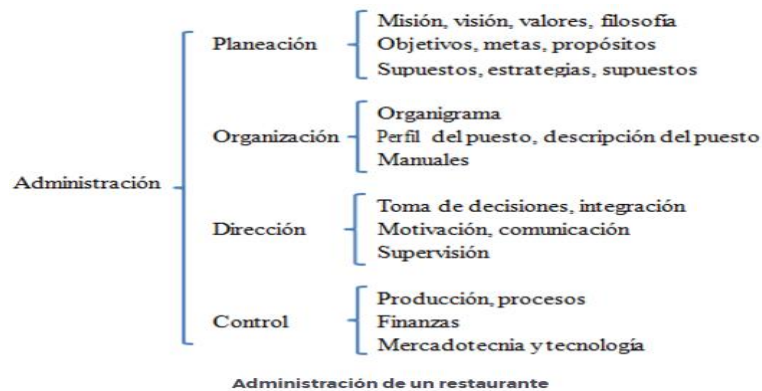 Administración
Planeación
Misión, visión, valores, filosofía
Objetivos, metas, propósitos
Supuestos, estrategias, supuestos
Organización
Organigrama
Perfil del puesto, descripción del puesto
Manuales
Dirección
Toma de decisiones, integración
Motivación, comunicación
Supervisión
Control
Producción, procesos
Finanzas
Mercadotecnia y tecnología
Administración de un restaurante